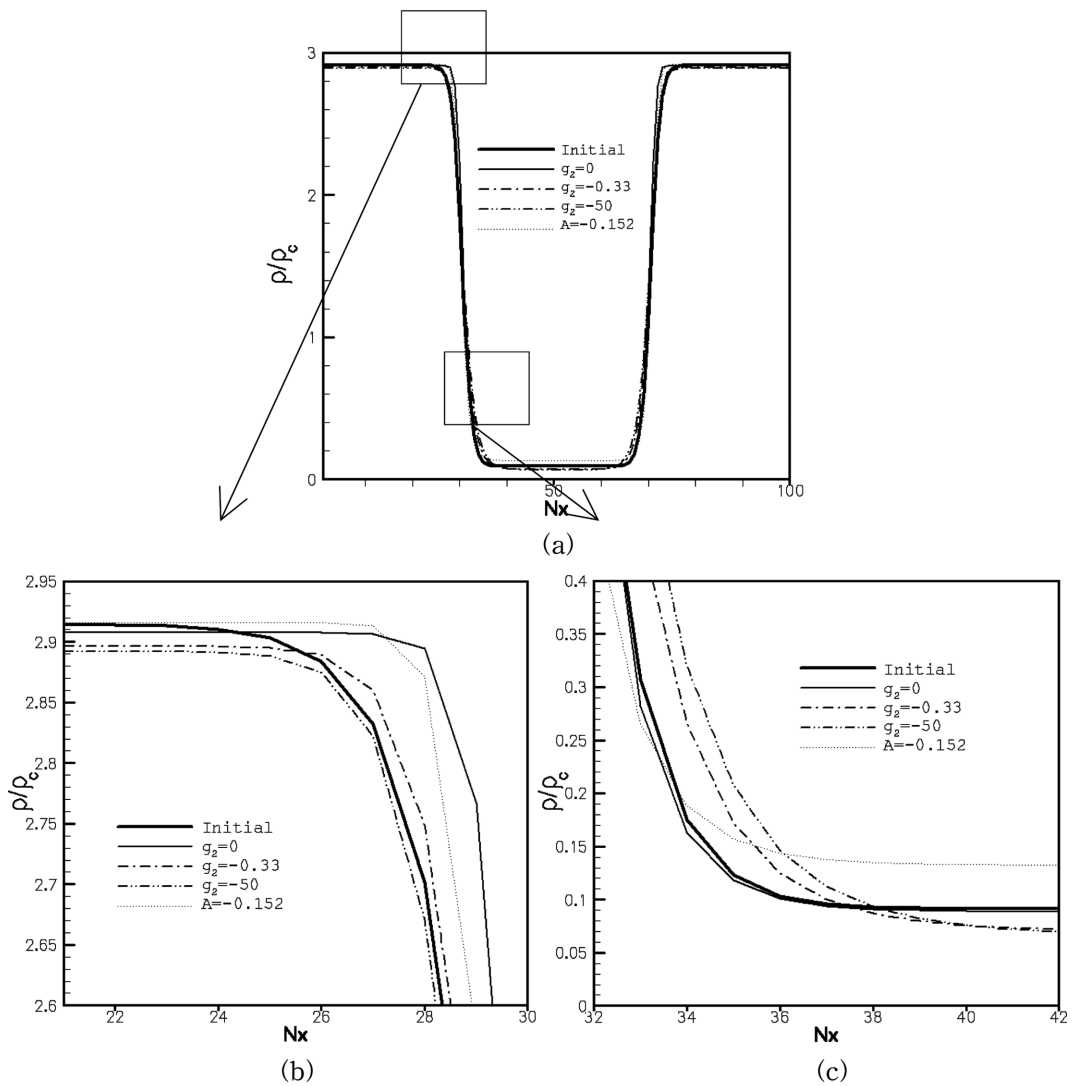 3
2
1
0
50
100
ρ/ρc
Nx
Initial
g2=0
g2=-0.33
g2=-50
A=-0.152
(a)
2.95
2.9
2.85
2.8
2.75
2.7
2.65
2.6
22
24
26
28
30
ρ/ρc
Nx
Initial
g2=0
g2=-0.33
g2=-50
A=-0.152
(b)
0.4
0.35
0.3
0.25
0.2
0.15
0.1
0.05
0
32
34
36
38
40
42
ρ/ρc
Nx
Initial
g2=0
g2=-0.33
g2=-50
A=-0.152
(c)